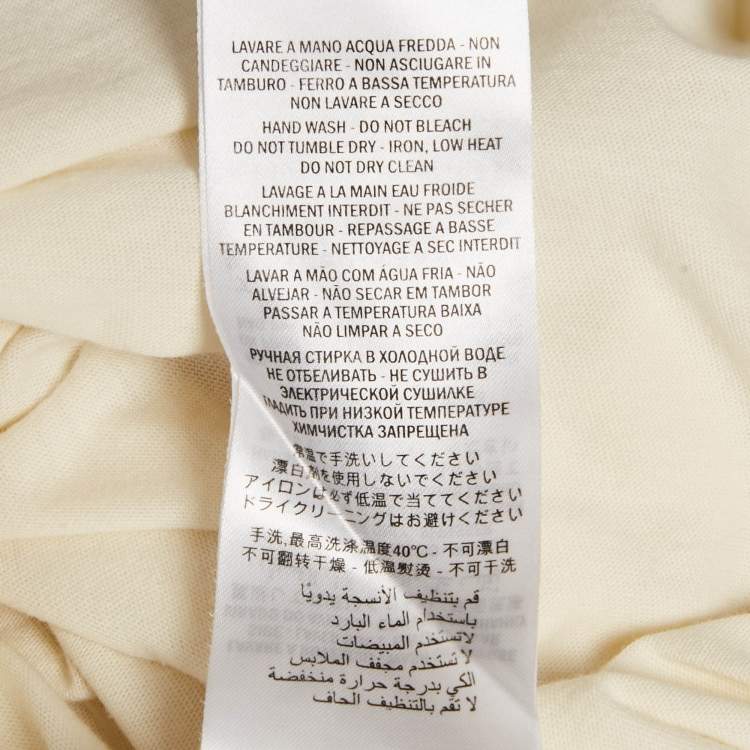 LAVARE A MANO ACQUA FREDDA - NON
CANDEGGIARE - NON ASCIUGARE IN
TAMBURO - FERRO A BASSA TEMPERATURA
NON LAVARE A SECCO
HAND WASH - DO NOT BLEACH
DO NOT TUMBLE DRY - IRON, LOW HEAT
DO NOT DRY CLEAN
LAVAGE A LA MAIN EAU FROIDE
BLANCHIMENT INTERDIT - NE PAS SECHER
EN TAMBOUR - REPASSAGE A BASSE
TEMPERATURE - NETTOYAGE A SEC INTERDIT
LAVAR A MÃO COM ÁGUA FRIA - NÃO
ALVEJAR - NÃO SECAR EM TAMBOR
PASSAR A TEMPERATURA BAIXA
NÃO LIMPAR A SECO
РУЧНАЯ СТИРКА В ХОЛОДНОЙ ВОДЕ
НЕ ОТБЕЛИВАТЬ - НЕ СУШИТЬ В
ЭЛЕКТРИЧЕСКОЙ СУШИЛКЕ
ГЛАДИТЬ ПРИ НИЗКОЙ ТЕМПЕРАТУРЕ
ХИМЧИСТКА ЗАПРЕЩЕНА
常温で手洗いしてください
漂白剤を使用しないでください
アイロンは必ず低温で当ててください
ドライクリーニングはお避けください
手洗,最高洗涤温度40℃ - 不可漂白
不可翻转干燥 - 低温熨烫 - 不可干洗
قم بتنظيف الأنسجة يدويًا
باستخدام الماء البارد
لاتستخدم المبيضات
لا تستخدم مجفف الملابس
الكي بدرجة حرارة منخفضة
لا تقم بالتنظيف الجاف